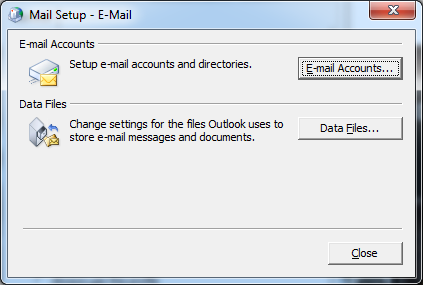 Mail Setup - E-Mail
E-mail Accounts
Setup e-mail accounts and directories.
E-mail Accounts...
Data Files
Change settings for the files Outlook uses to
store e-mail messages and documents.
Data Files...
Close